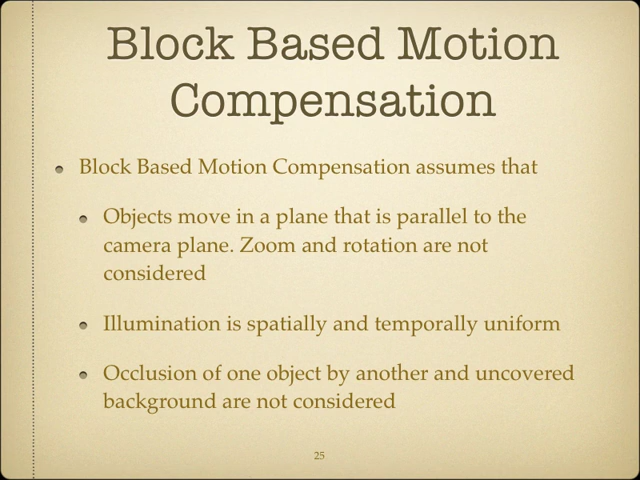 Block Based Motion
Compensation
Block Based Motion Compensation assumes that
Objects move in a plane that is parallel to the
camera plane. Zoom and rotation are not
considered
Illumination is spatially and temporally uniform
Occlusion of one object by another and uncovered
background are not considered
25